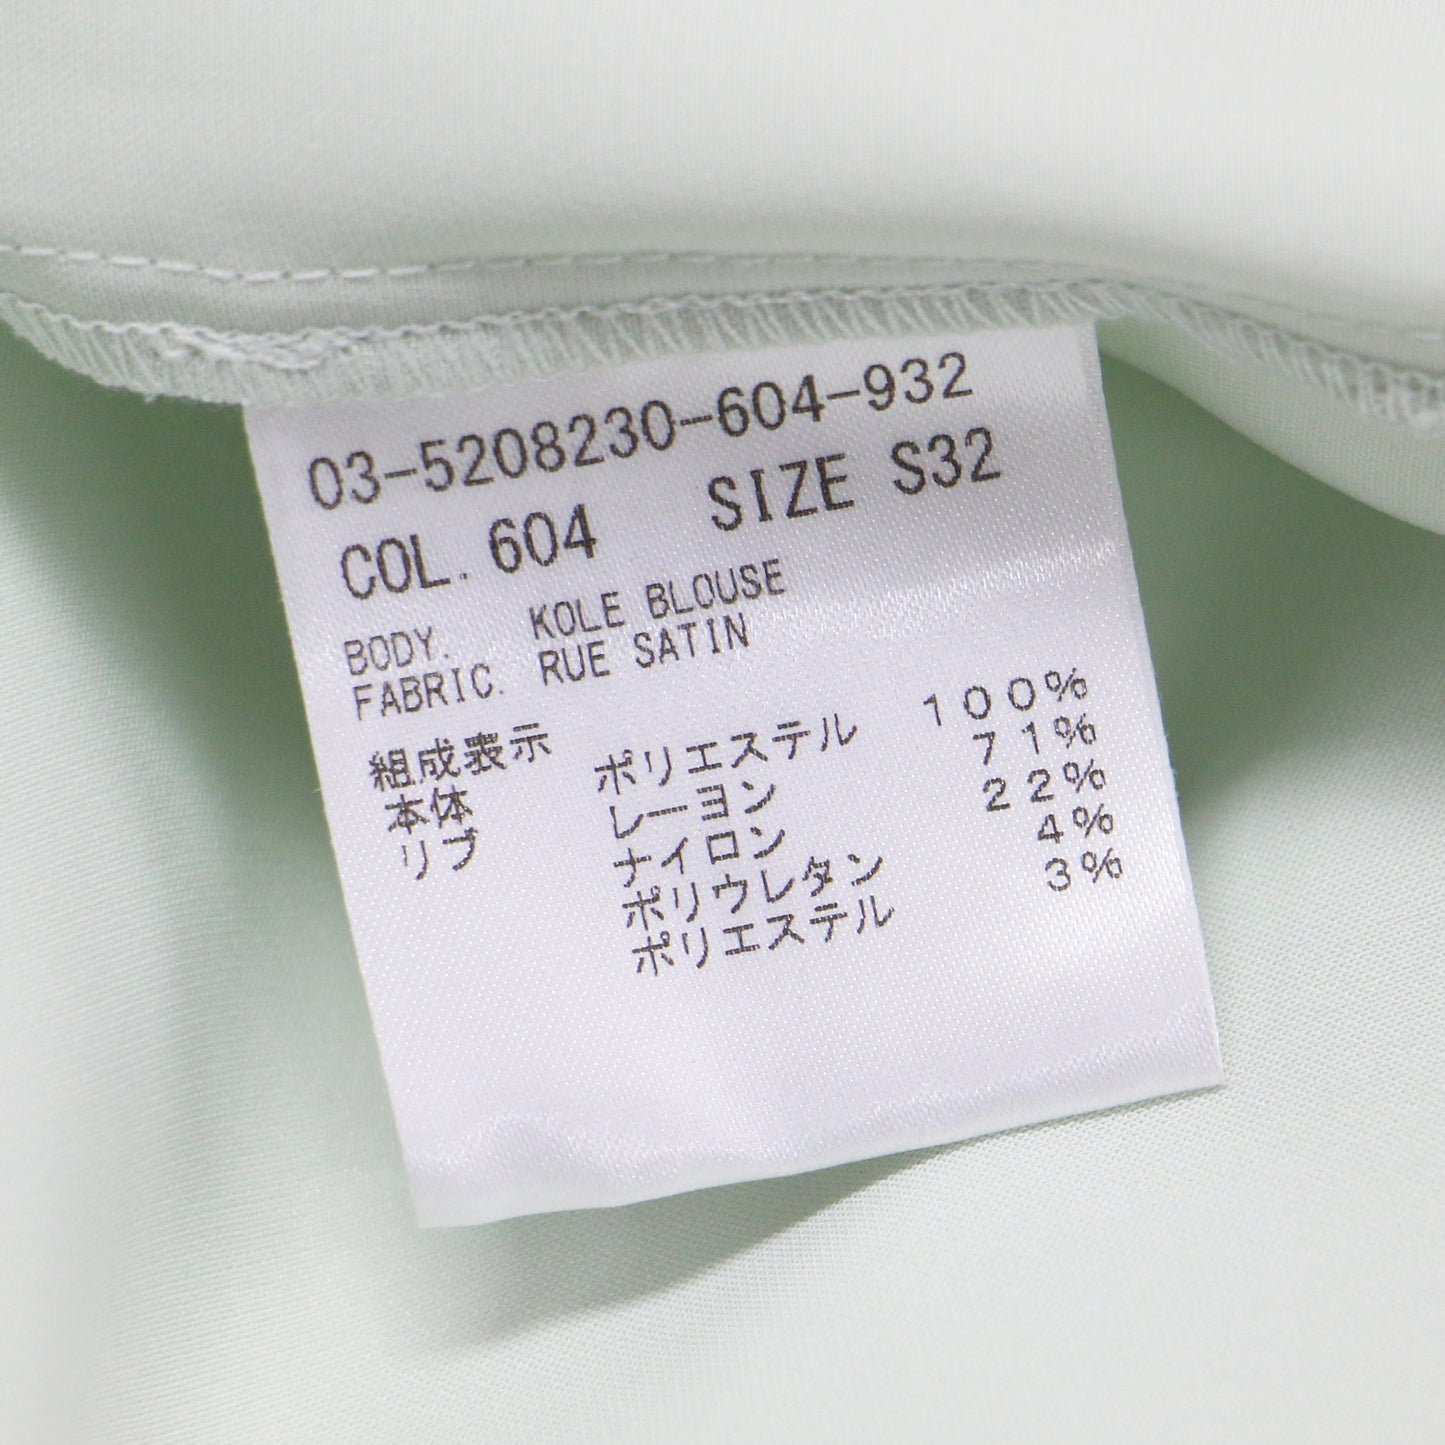 03-5208230-604-932
COL. 604 SIZE S32
BODY. KOLE BLOUSE
FABRIC. RUE SATIN
組成表示
本体 ポリエステル 100%
リブ レーヨン 71%
ナイロン 22%
ポリウレタン 4%
ポリエステル 3%